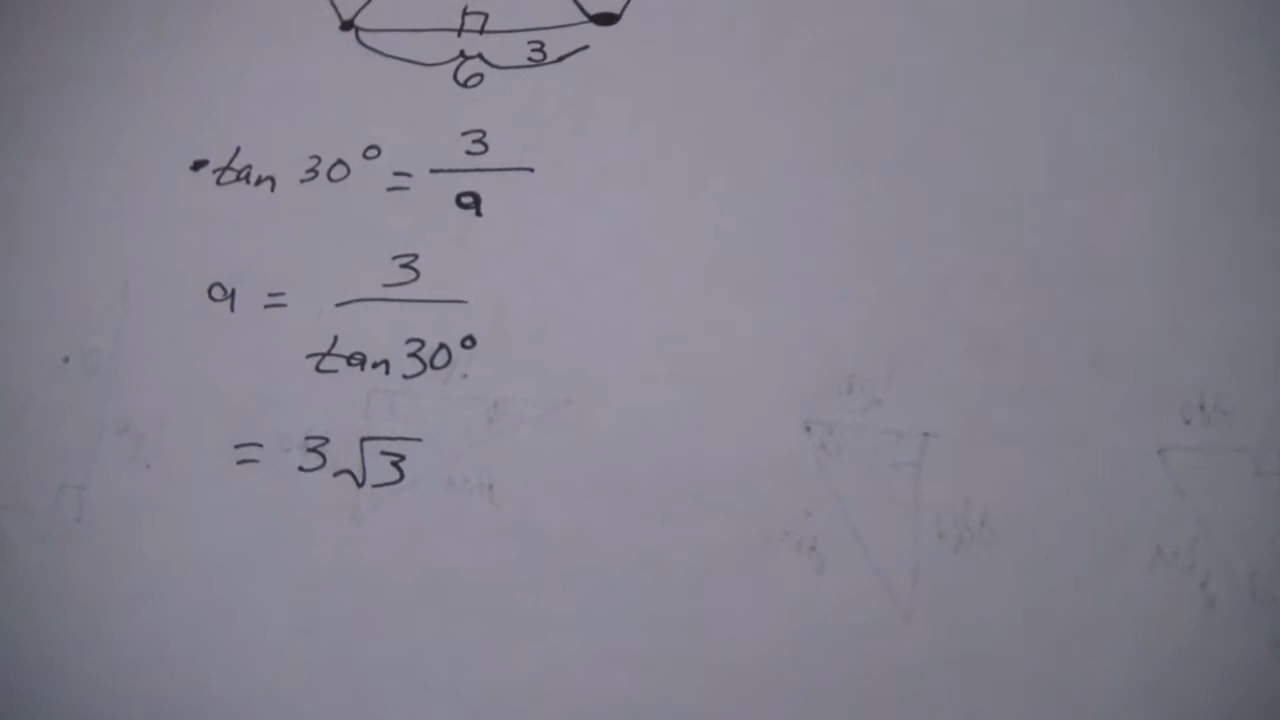 3
6
tan 30° = 3/a
a = 3/tan 30°
= 3√3